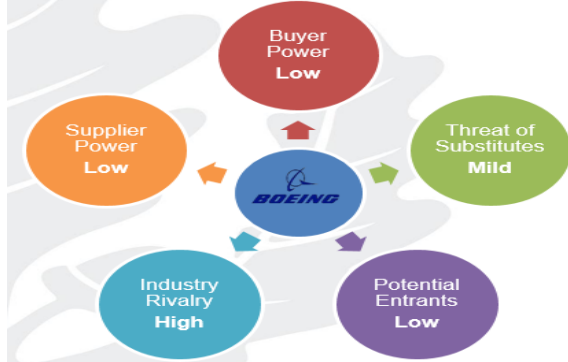 Buyer
Power
Low
Supplier
Power
Low
Threat of
Substitutes
Mild
BOEING
Industry
Rivalry
High
Potential
Entrants
Low